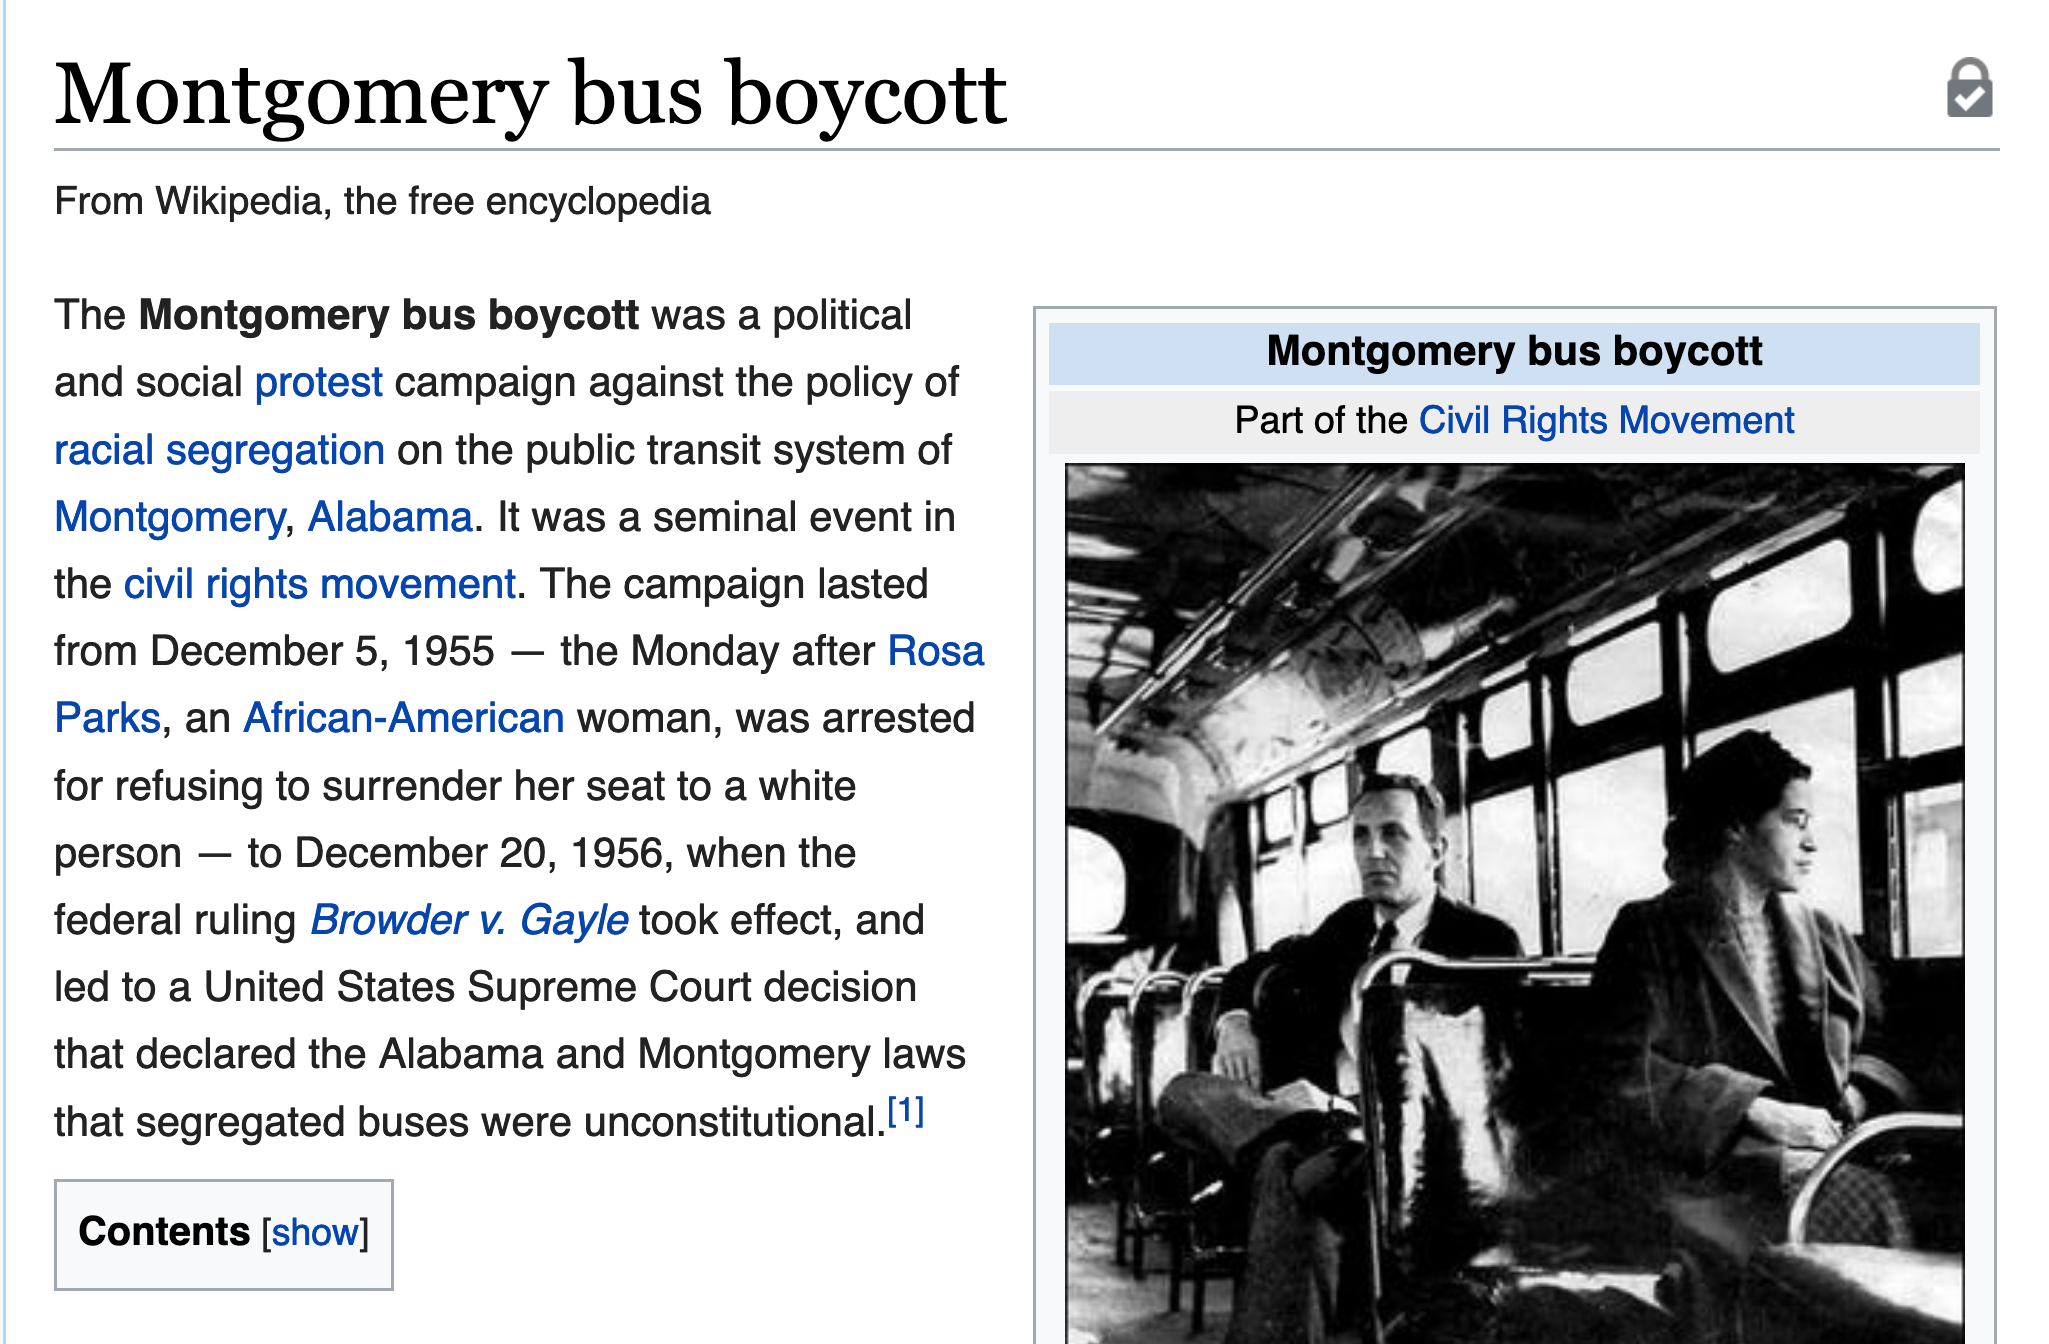 Montgomery bus boycott
From Wikipedia, the free encyclopedia
The Montgomery bus boycott was a political
and social protest campaign against the policy of
racial segregation on the public transit system of
Montgomery, Alabama. It was a seminal event in
the civil rights movement. The campaign lasted
from December 5, 1955 — the Monday after Rosa
Parks, an African-American woman, was arrested
for refusing to surrender her seat to a white
person — to December 20, 1956, when the
federal ruling Browder v. Gayle took effect, and
led to a United States Supreme Court decision
that declared the Alabama and Montgomery laws
that segregated buses were unconstitutional.[1]
Contents [show]
Montgomery bus boycott
Part of the Civil Rights Movement